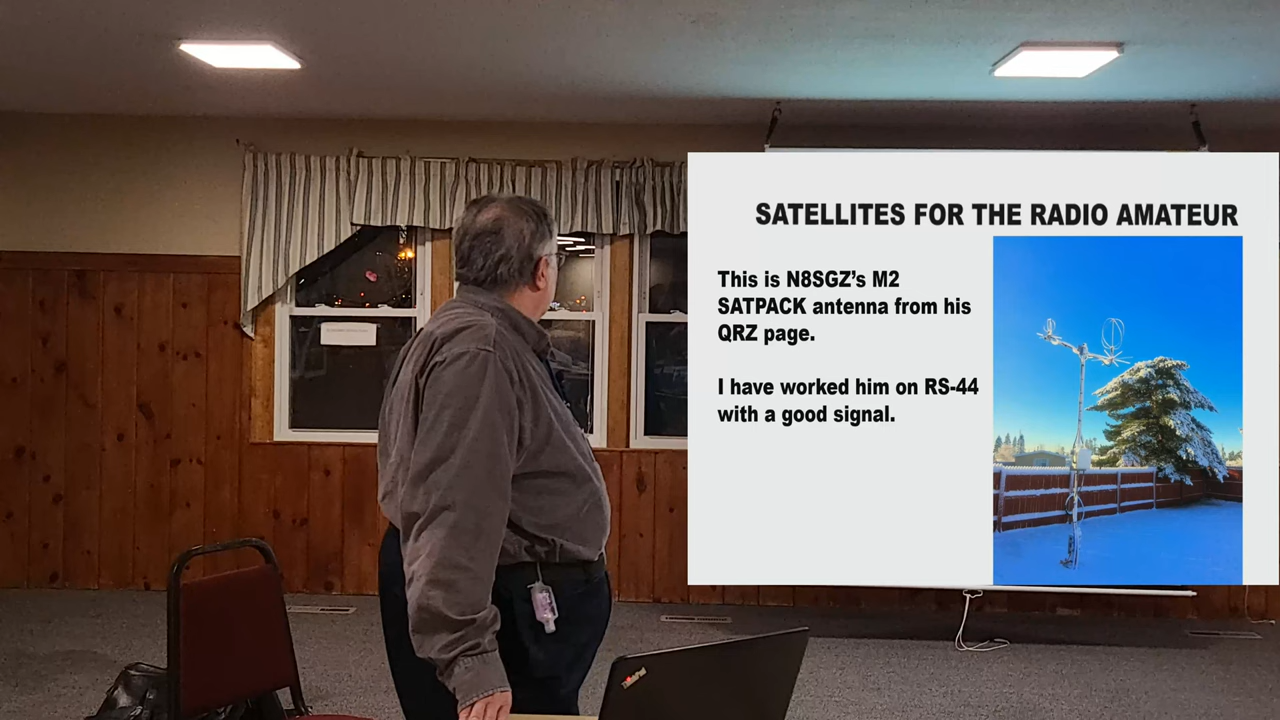 SATELLITES FOR THE RADIO AMATEUR
This is N8SGZ’s M2
SATPACK antenna from his
QRZ page.
I have worked him on RS-44
with a good signal.
ThinkPad